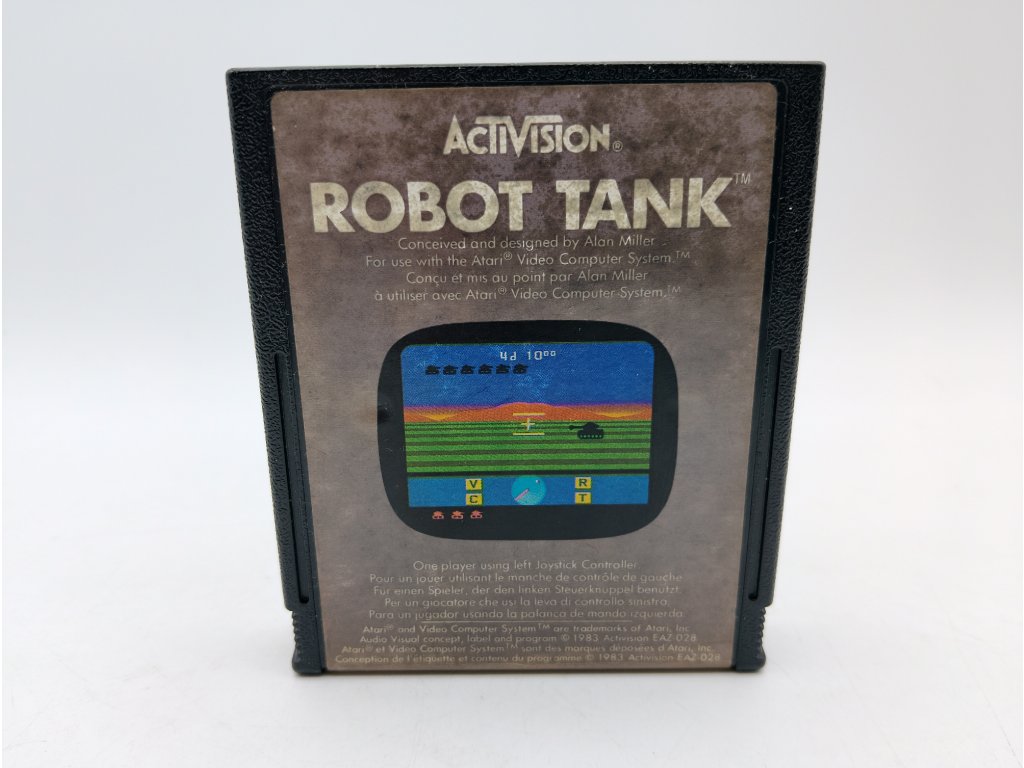 ACTIVISION®
ROBOT TANK™
Conceived and designed by Alan Miller
For use with the Atari® Video Computer System.™
Conçu et mis au point par Alan Miller
à utiliser avec Atari® Video Computer System.™
4d 10°°
V R
C T
One player using left Joystick Controller
Pour un jouer utilisant le manche de contrôle de gauche
Für einen Spieler, der den linken Steuerknüppel benutzt.
Per un giocatore che usi la leva di controllo sinistra.
Para un jugador usando la palanca de mando izquierda.
Atari® and Video Computer System™ are trademarks of Atari, Inc.
Audio Visual concept, label and program © 1983 Activision EAZ-028
Atari® et Video Computer System™ sont des marques déposées d'Atari, Inc.
Conception de l'étiquette et contenu du programme © 1983 Activision EAZ-028